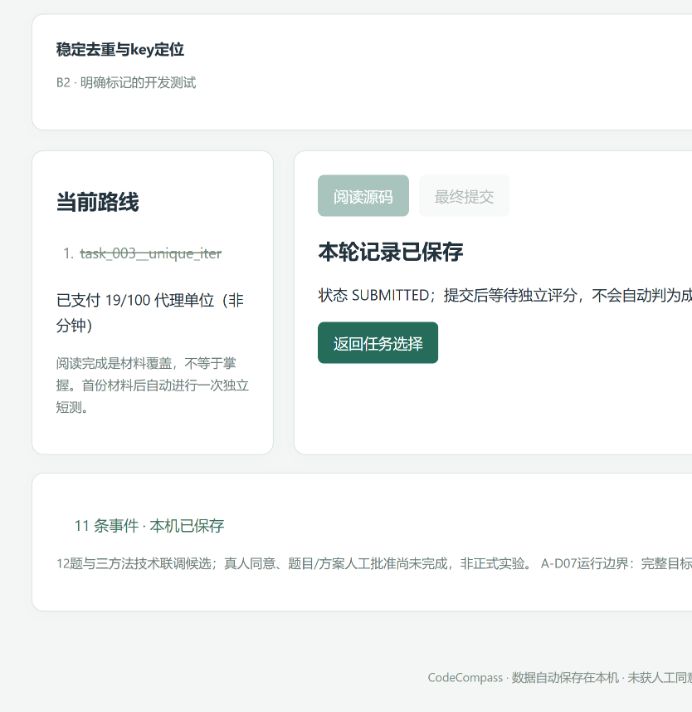 稳定去重与key定位
B2 · 明确标记的开发测试
当前路线
1. task_003__unique_iter
已支付 19/100 代理单位（非
分钟）
阅读完成是材料覆盖，不等于掌
握。首份材料后自动进行一次独立
短测。
阅读源码
最终提交
本轮记录已保存
状态 SUBMITTED；提交后等待独立评分，不会自动判为成
返回任务选择
11 条事件 · 本机已保存
12题与三方法技术联调候选；真人同意、题目/方案人工批准尚未完成，非正式实验。 A-D07运行边界：完整目标
CodeCompass · 数据自动保存在本机 · 未获人工同意